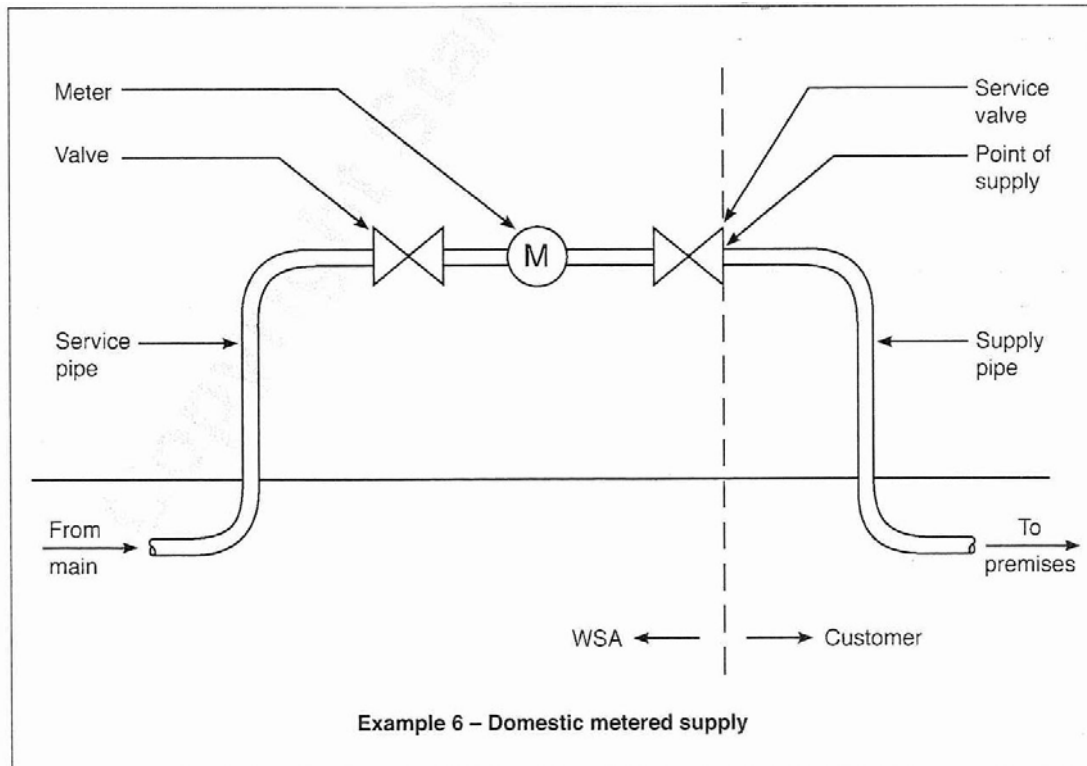 Meter
Valve
Service
valve
Point of
supply
M
Service
pipe
Supply
pipe
From
main
To
premises
WSA
Customer
Example 6 – Domestic metered supply